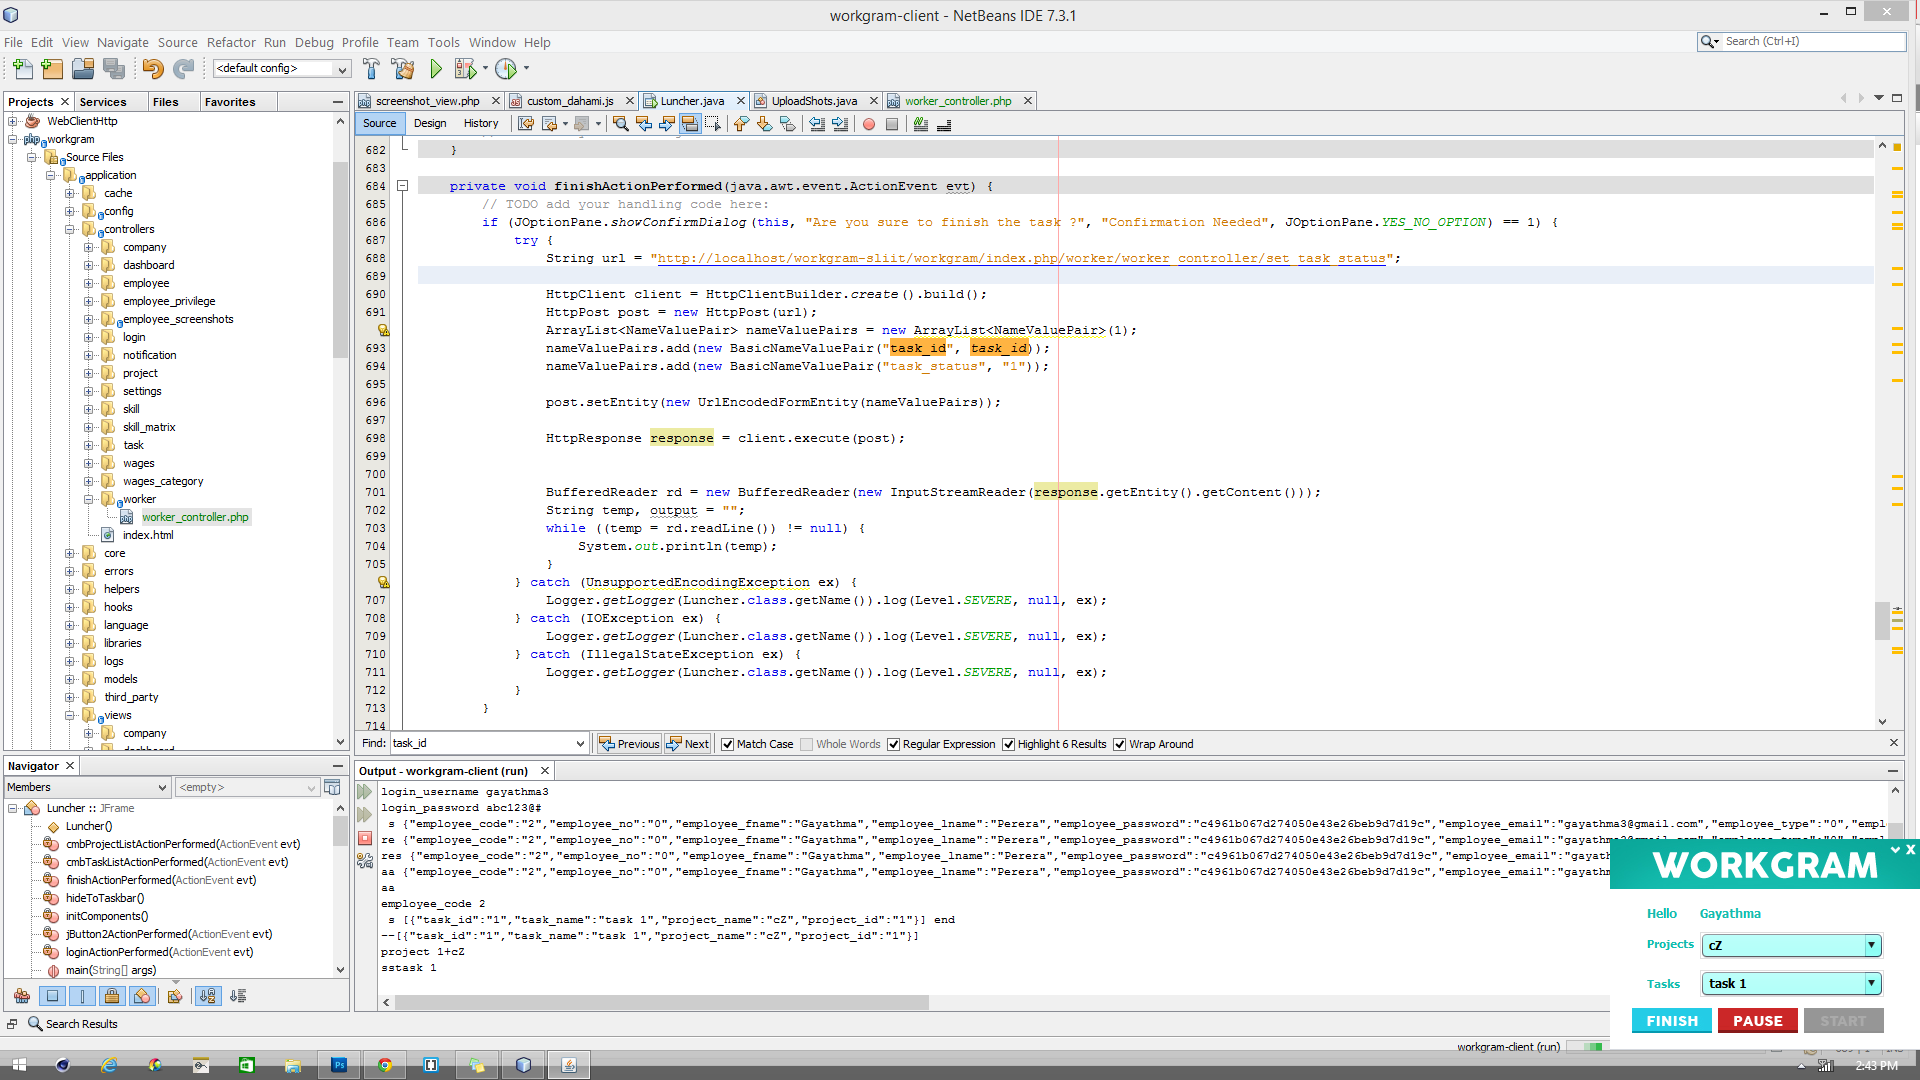 workgram-client - NetBeans IDE 7.3.1
File Edit View Navigate Source Refactor Run Debug Profile Team Tools Window Help
Search (Ctrl+I)
<default config>
Projects Services Files Favorites
screenshot_view.php custom_dahami.js Luncher.java UploadShots.java worker_controller.php
Source Design History
WebClientHttp
workgram
Source Files
application
cache
config
controllers
company
dashboard
employee
employee_privilege
employee_screenshots
login
notification
project
settings
skill
skill_matrix
task
wages
wages_category
worker
worker_controller.php
index.html
core
errors
helpers
hooks
language
libraries
logs
models
third_party
views
company
682 }
683
684 private void finishActionPerformed(java.awt.event.ActionEvent evt) {
685 // TODO add your handling code here:
686 if (JOptionPane.showConfirmDialog(this, "Are you sure to finish the task ?", "Confirmation Needed", JOptionPane.YES_NO_OPTION) == 1) {
687 try {
688 String url = "http://localhost/workgram-sliit/workgram/index.php/worker/worker_controller/set_task_status";
689
690 HttpClient client = HttpClientBuilder.create().build();
691 HttpPost post = new HttpPost(url);
ArrayList<NameValuePair> nameValuePairs = new ArrayList<NameValuePair>(1);
693 nameValuePairs.add(new BasicNameValuePair("task_id", task_id));
694 nameValuePairs.add(new BasicNameValuePair("task_status", "1"));
695
696 post.setEntity(new UrlEncodedFormEntity(nameValuePairs));
697
698 HttpResponse response = client.execute(post);
699
700
701 BufferedReader rd = new BufferedReader(new InputStreamReader(response.getEntity().getContent()));
702 String temp, output = "";
703 while ((temp = rd.readLine()) != null) {
704 System.out.println(temp);
705 }
} catch (UnsupportedEncodingException ex) {
707 Logger.getLogger(Luncher.class.getName()).log(Level.SEVERE, null, ex);
708 } catch (IOException ex) {
709 Logger.getLogger(Luncher.class.getName()).log(Level.SEVERE, null, ex);
710 } catch (IllegalStateException ex) {
711 Logger.getLogger(Luncher.class.getName()).log(Level.SEVERE, null, ex);
712 }
713 }
714
Find: task_id Previous Next Match Case Whole Words Regular Expression Highlight 6 Results Wrap Around
Navigator
Members <empty>
Luncher :: JFrame
Luncher()
cmbProjectListActionPerformed(ActionEvent evt)
cmbTaskListActionPerformed(ActionEvent evt)
finishActionPerformed(ActionEvent evt)
hideToTaskbar()
initComponents()
jButton2ActionPerformed(ActionEvent evt)
loginActionPerformed(ActionEvent evt)
main(String[] args)
Output - workgram-client (run)
login_username gayathma3
login_password abc123@#
s {"employee_code":"2","employee_no":"0","employee_fname":"Gayathma","employee_lname":"Perera","employee_password":"c4961b067d274050e43e26beb9d7d19c","employee_email":"gayathma3@gmail.com","employee_type":"0","empl
re {"employee_code":"2","employee_no":"0","employee_fname":"Gayathma","employee_lname":"Perera","employee_password":"c4961b067d274050e43e26beb9d7d19c","employee_email":"gayathma3@gmail.com","employee_type":"0","emp
res {"employee_code":"2","employee_no":"0","employee_fname":"Gayathma","employee_lname":"Perera","employee_password":"c4961b067d274050e43e26beb9d7d19c","employee_email":"gayath
aa {"employee_code":"2","employee_no":"0","employee_fname":"Gayathma","employee_lname":"Perera","employee_password":"c4961b067d274050e43e26beb9d7d19c","employee_email":"gayathm
aa
employee_code 2
s [{"task_id":"1","task_name":"task 1","project_name":"cZ","project_id":"1"}] end
--[{"task_id":"1","task_name":"task 1","project_name":"cZ","project_id":"1"}]
project 1+cZ
sstask 1
WORKGRAM
X
Hello Gayathma
Projects cZ
Tasks task 1
FINISH PAUSE START
Search Results
workgram-client (run)
2:43 PM